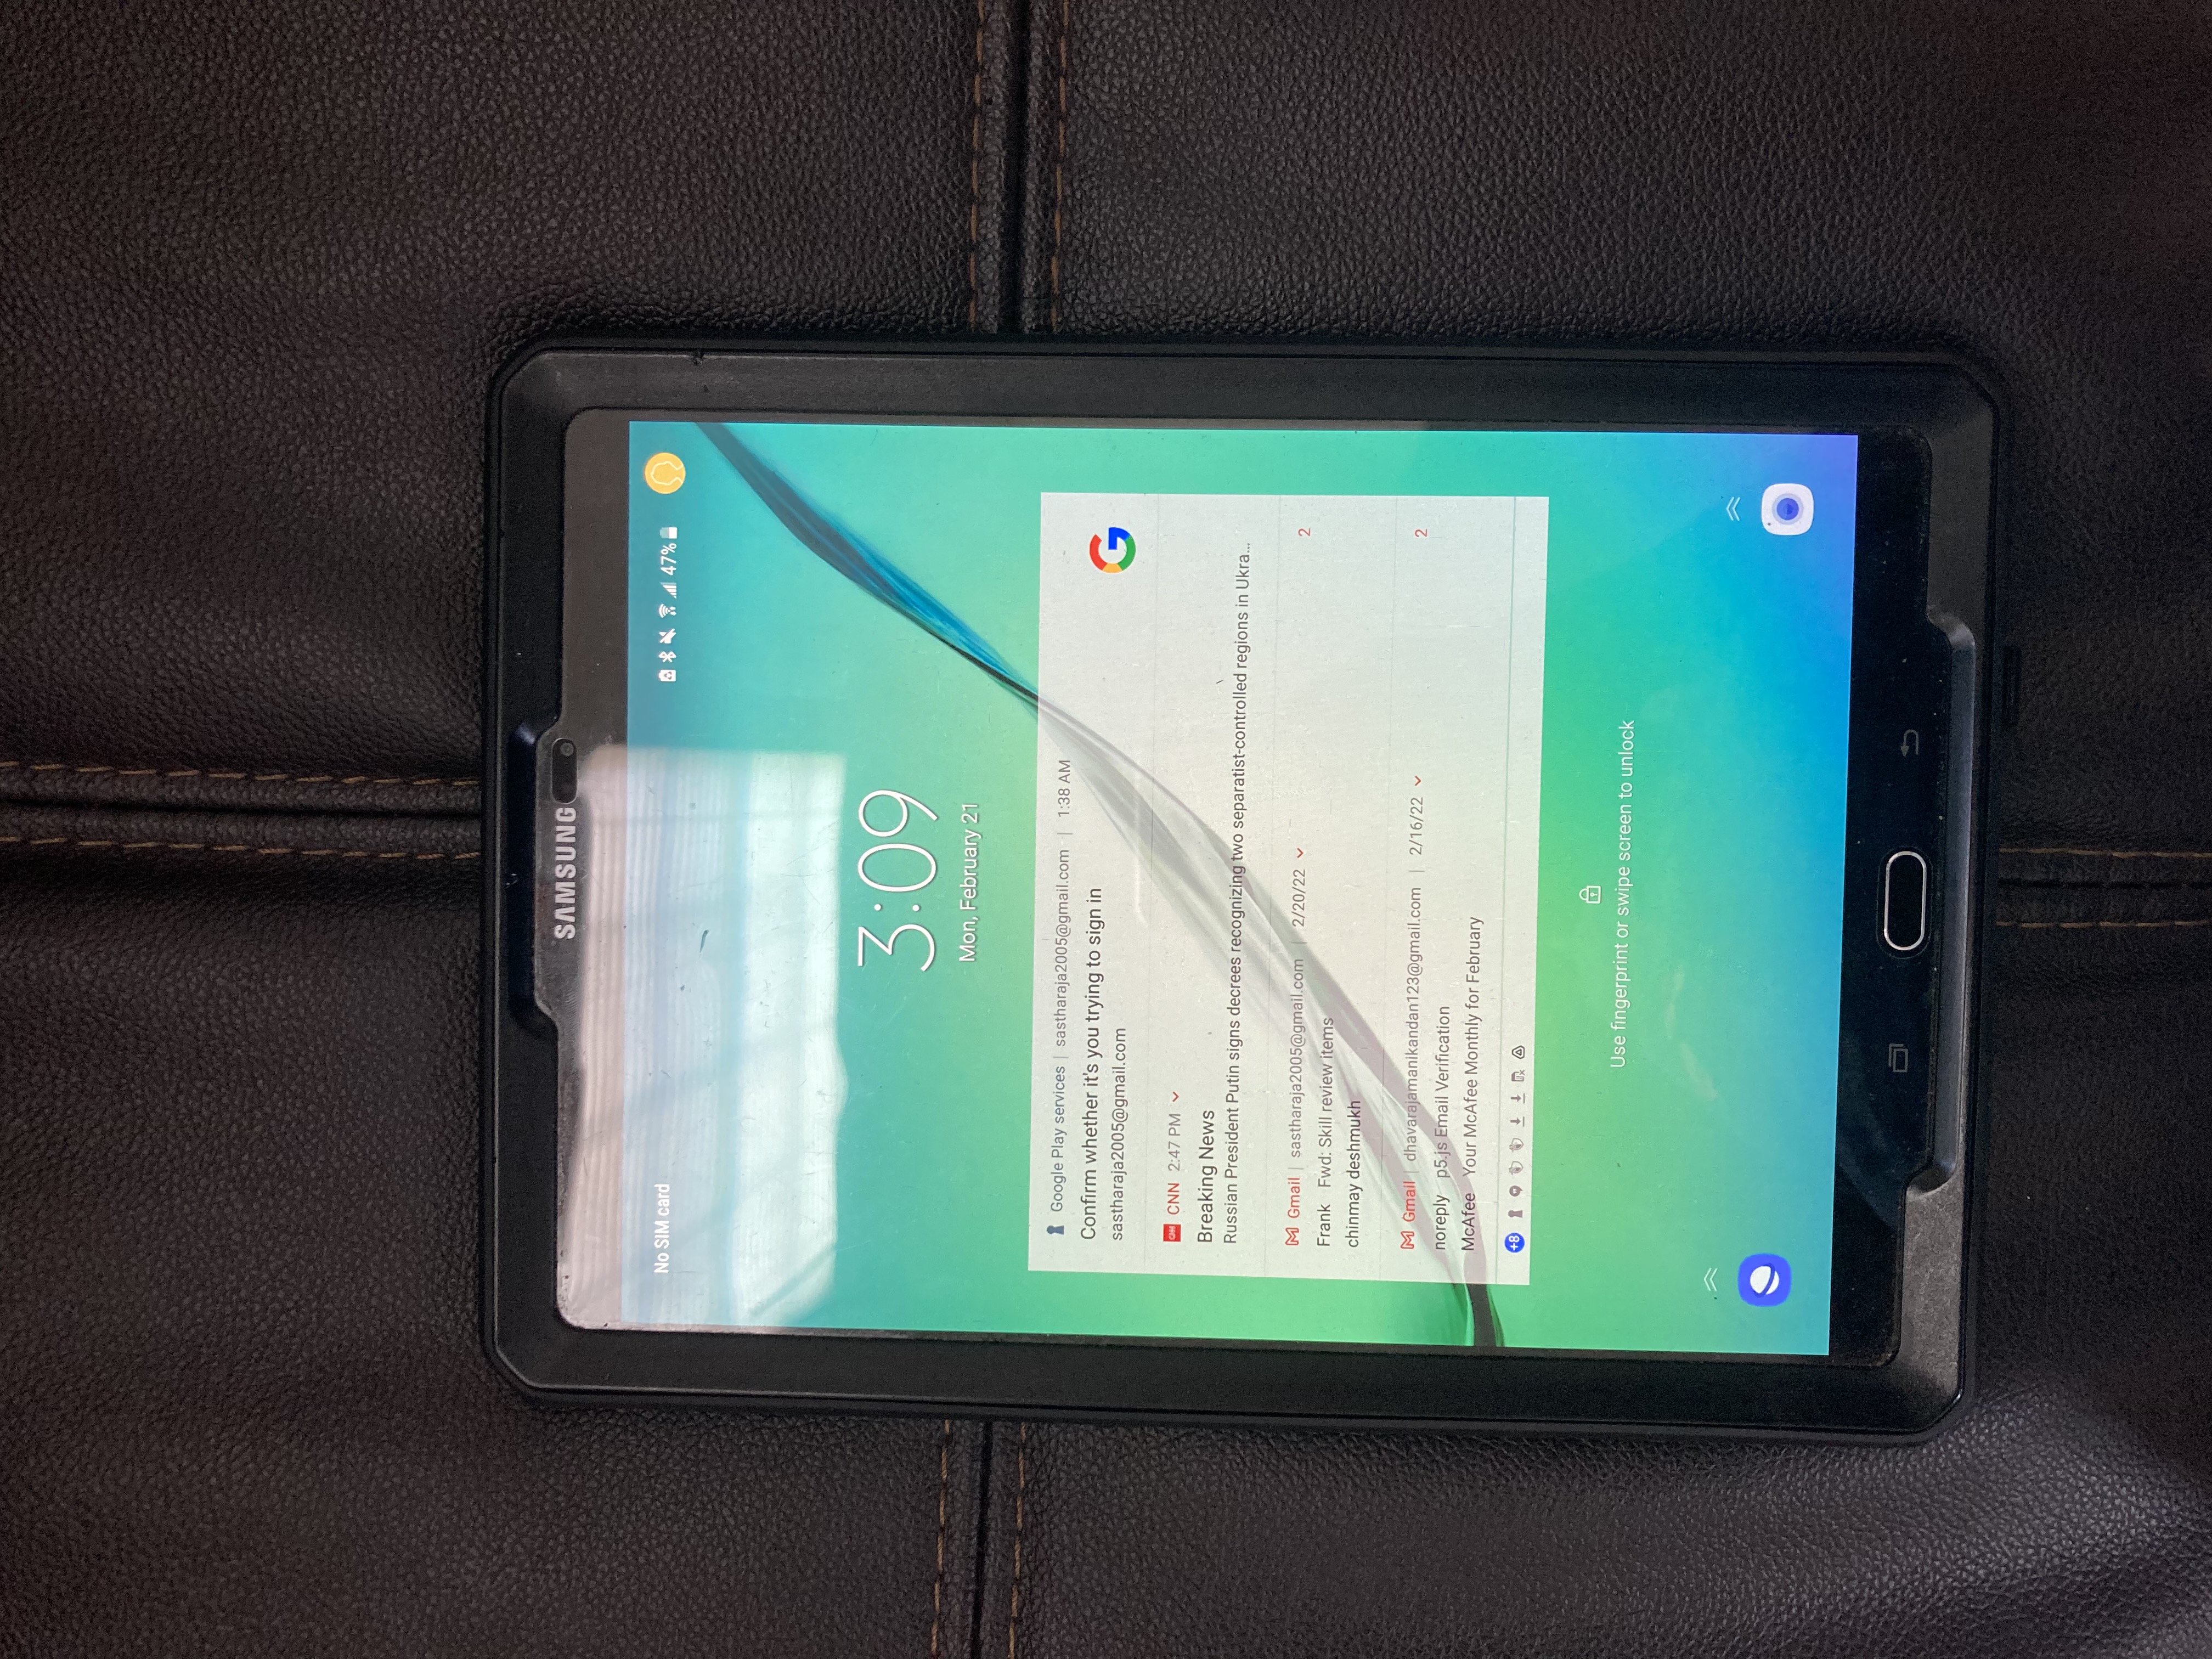 SAMSUNG
No SIM card 47%
3:09
Mon, February 21
Google Play services | sastharaja2005@gmail.com | 1:38 AM
Confirm whether it's you trying to sign in
sastharaja2005@gmail.com
G
CNN CNN 2:47 PM
Breaking News
Russian President Putin signs decrees recognizing two separatist-controlled regions in Ukra...
Gmail | sastharaja2005@gmail.com | 2/20/22 2
Frank Fwd: Skill review items
chinmay deshmukh
Gmail | dhavarajamanikandan123@gmail.com | 2/16/22 2
noreply p5.js Email Verification
McAfee Your McAfee Monthly for February
+8
Use fingerprint or swipe screen to unlock